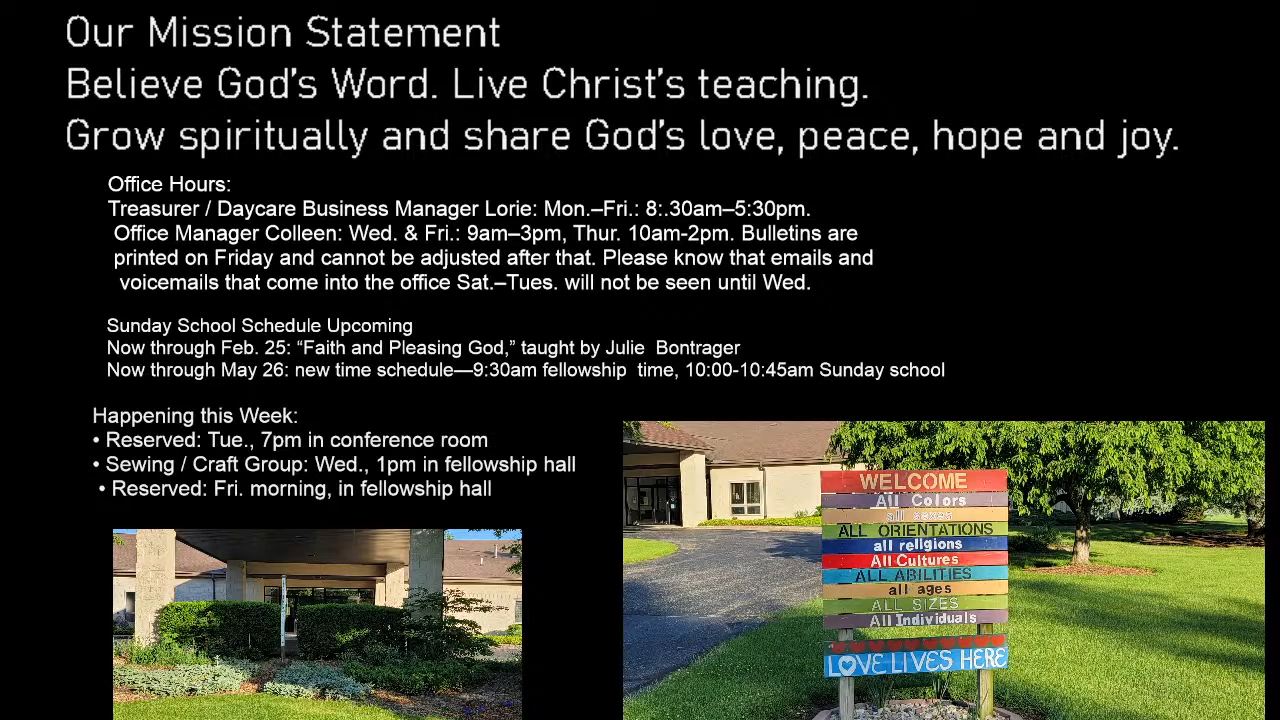 Our Mission Statement
Believe God's Word. Live Christ's teaching.
Grow spiritually and share God's love, peace, hope and joy.
Office Hours:
Treasurer / Daycare Business Manager Lorie: Mon.–Fri.: 8:.30am–5:30pm.
Office Manager Colleen: Wed. & Fri.: 9am–3pm, Thur. 10am-2pm. Bulletins are
printed on Friday and cannot be adjusted after that. Please know that emails and
voicemails that come into the office Sat.–Tues. will not be seen until Wed.
Sunday School Schedule Upcoming
Now through Feb. 25: “Faith and Pleasing God,” taught by Julie Bontrager
Now through May 26: new time schedule—9:30am fellowship time, 10:00-10:45am Sunday school
Happening this Week:
• Reserved: Tue., 7pm in conference room
• Sewing / Craft Group: Wed., 1pm in fellowship hall
• Reserved: Fri. morning, in fellowship hall
WELCOME
All Colors
all sexes
ALL ORIENTATIONS
all religions
All Cultures
ALL ABILITIES
all ages
ALL SIZES
All Individuals
LOVE LIVES HERE